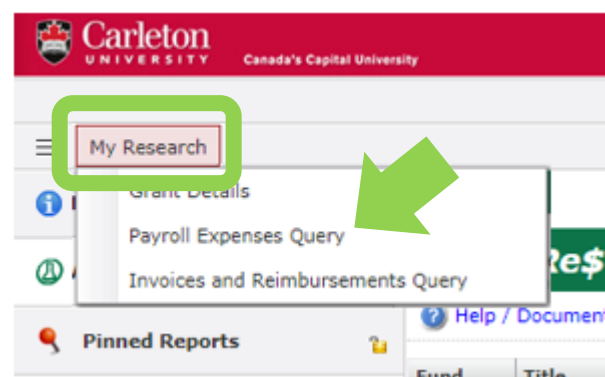 Carleton
UNIVERSITY Canada's Capital University
My Research
Grant Details
Payroll Expenses Query
Invoices and Reimbursements Query
Re$
Help / Document
Pinned Reports
Fund Title